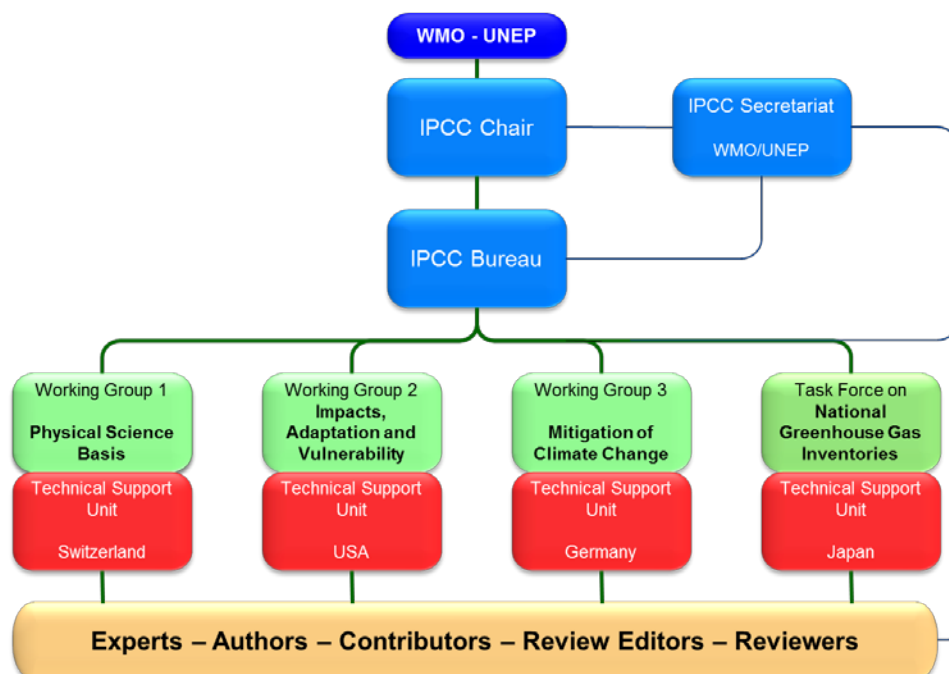 WMO - UNEP
IPCC Chair
IPCC Secretariat
WMO/UNEP
IPCC Bureau
Working Group 1
Physical Science
Basis
Working Group 2
Impacts,
Adaptation and
Vulnerability
Working Group 3
Mitigation of
Climate Change
Task Force on
National
Greenhouse Gas
Inventories
Technical Support
Unit
Switzerland
Technical Support
Unit
USA
Technical Support
Unit
Germany
Technical Support
Unit
Japan
Experts – Authors – Contributors – Review Editors – Reviewers